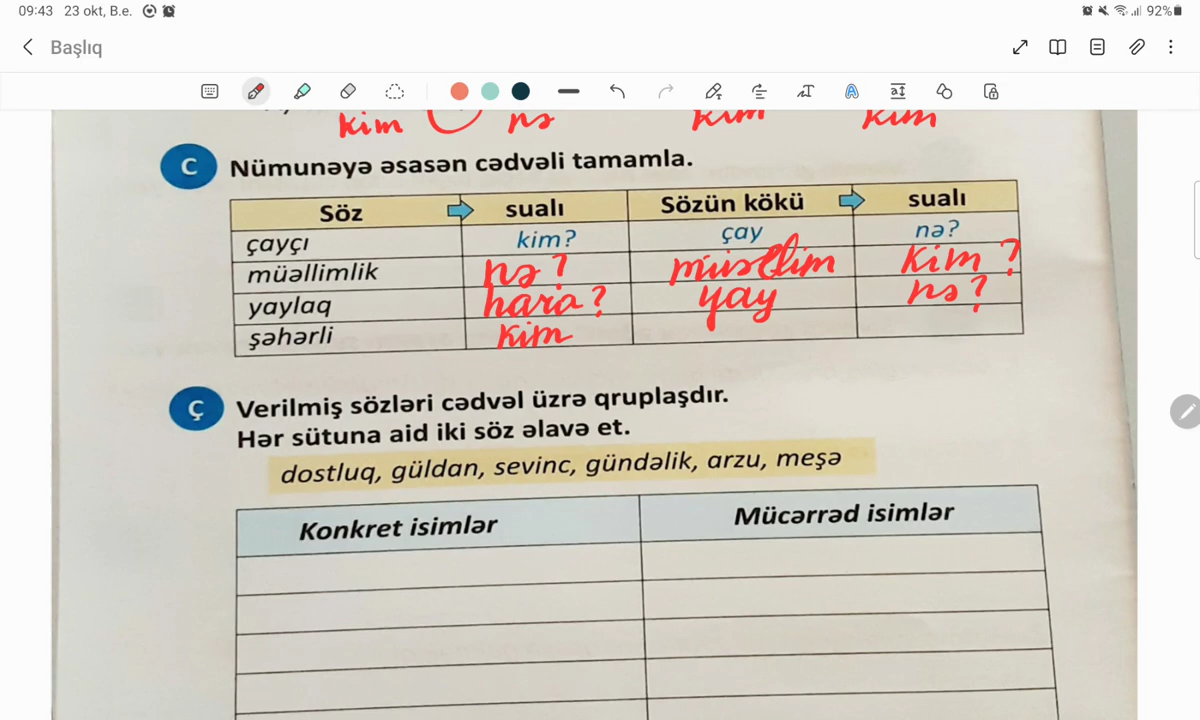 09:43 23 okt, B.e. 92%
Başlıq
kim nə kim kim
C Nümunəyə əsasən cədvəli tamamla.
Söz sualı Sözün kökü sualı
çayçı kim? çay nə?
müəllimlik nə? müəllim kim?
yaylaq hara? yay nə?
şəhərli kim
Ç Verilmiş sözləri cədvəl üzrə qruplaşdır.
Hər sütuna aid iki söz əlavə et.
dostluq, güldan, sevinc, gündəlik, arzu, meşə
Konkret isimlər Mücərrəd isimlər